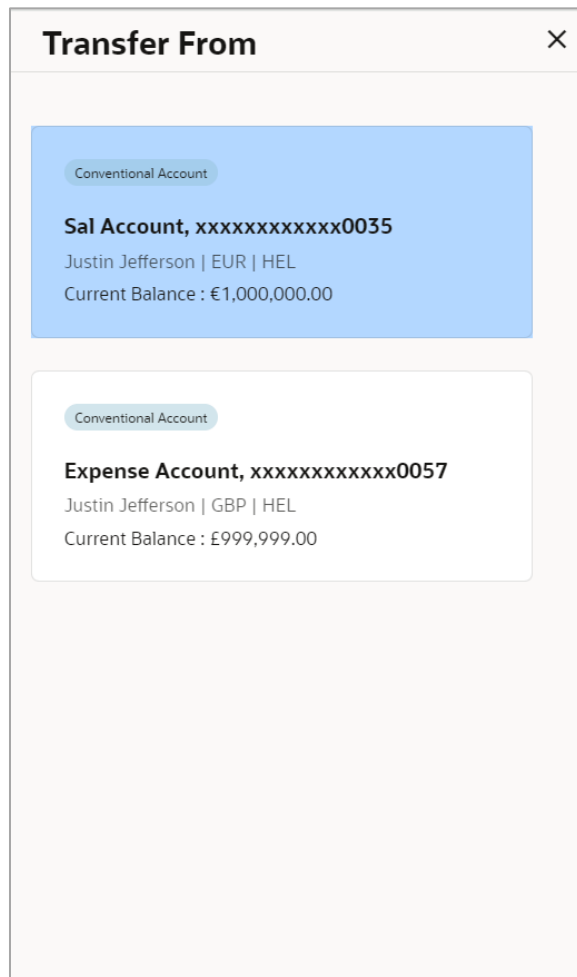 Transfer From
Conventional Account
Sal Account, xxxxxxxxxxxx0035
Justin Jefferson | EUR | HEL
Current Balance : €1,000,000.00
Conventional Account
Expense Account, xxxxxxxxxxxx0057
Justin Jefferson | GBP | HEL
Current Balance : £999,999.00